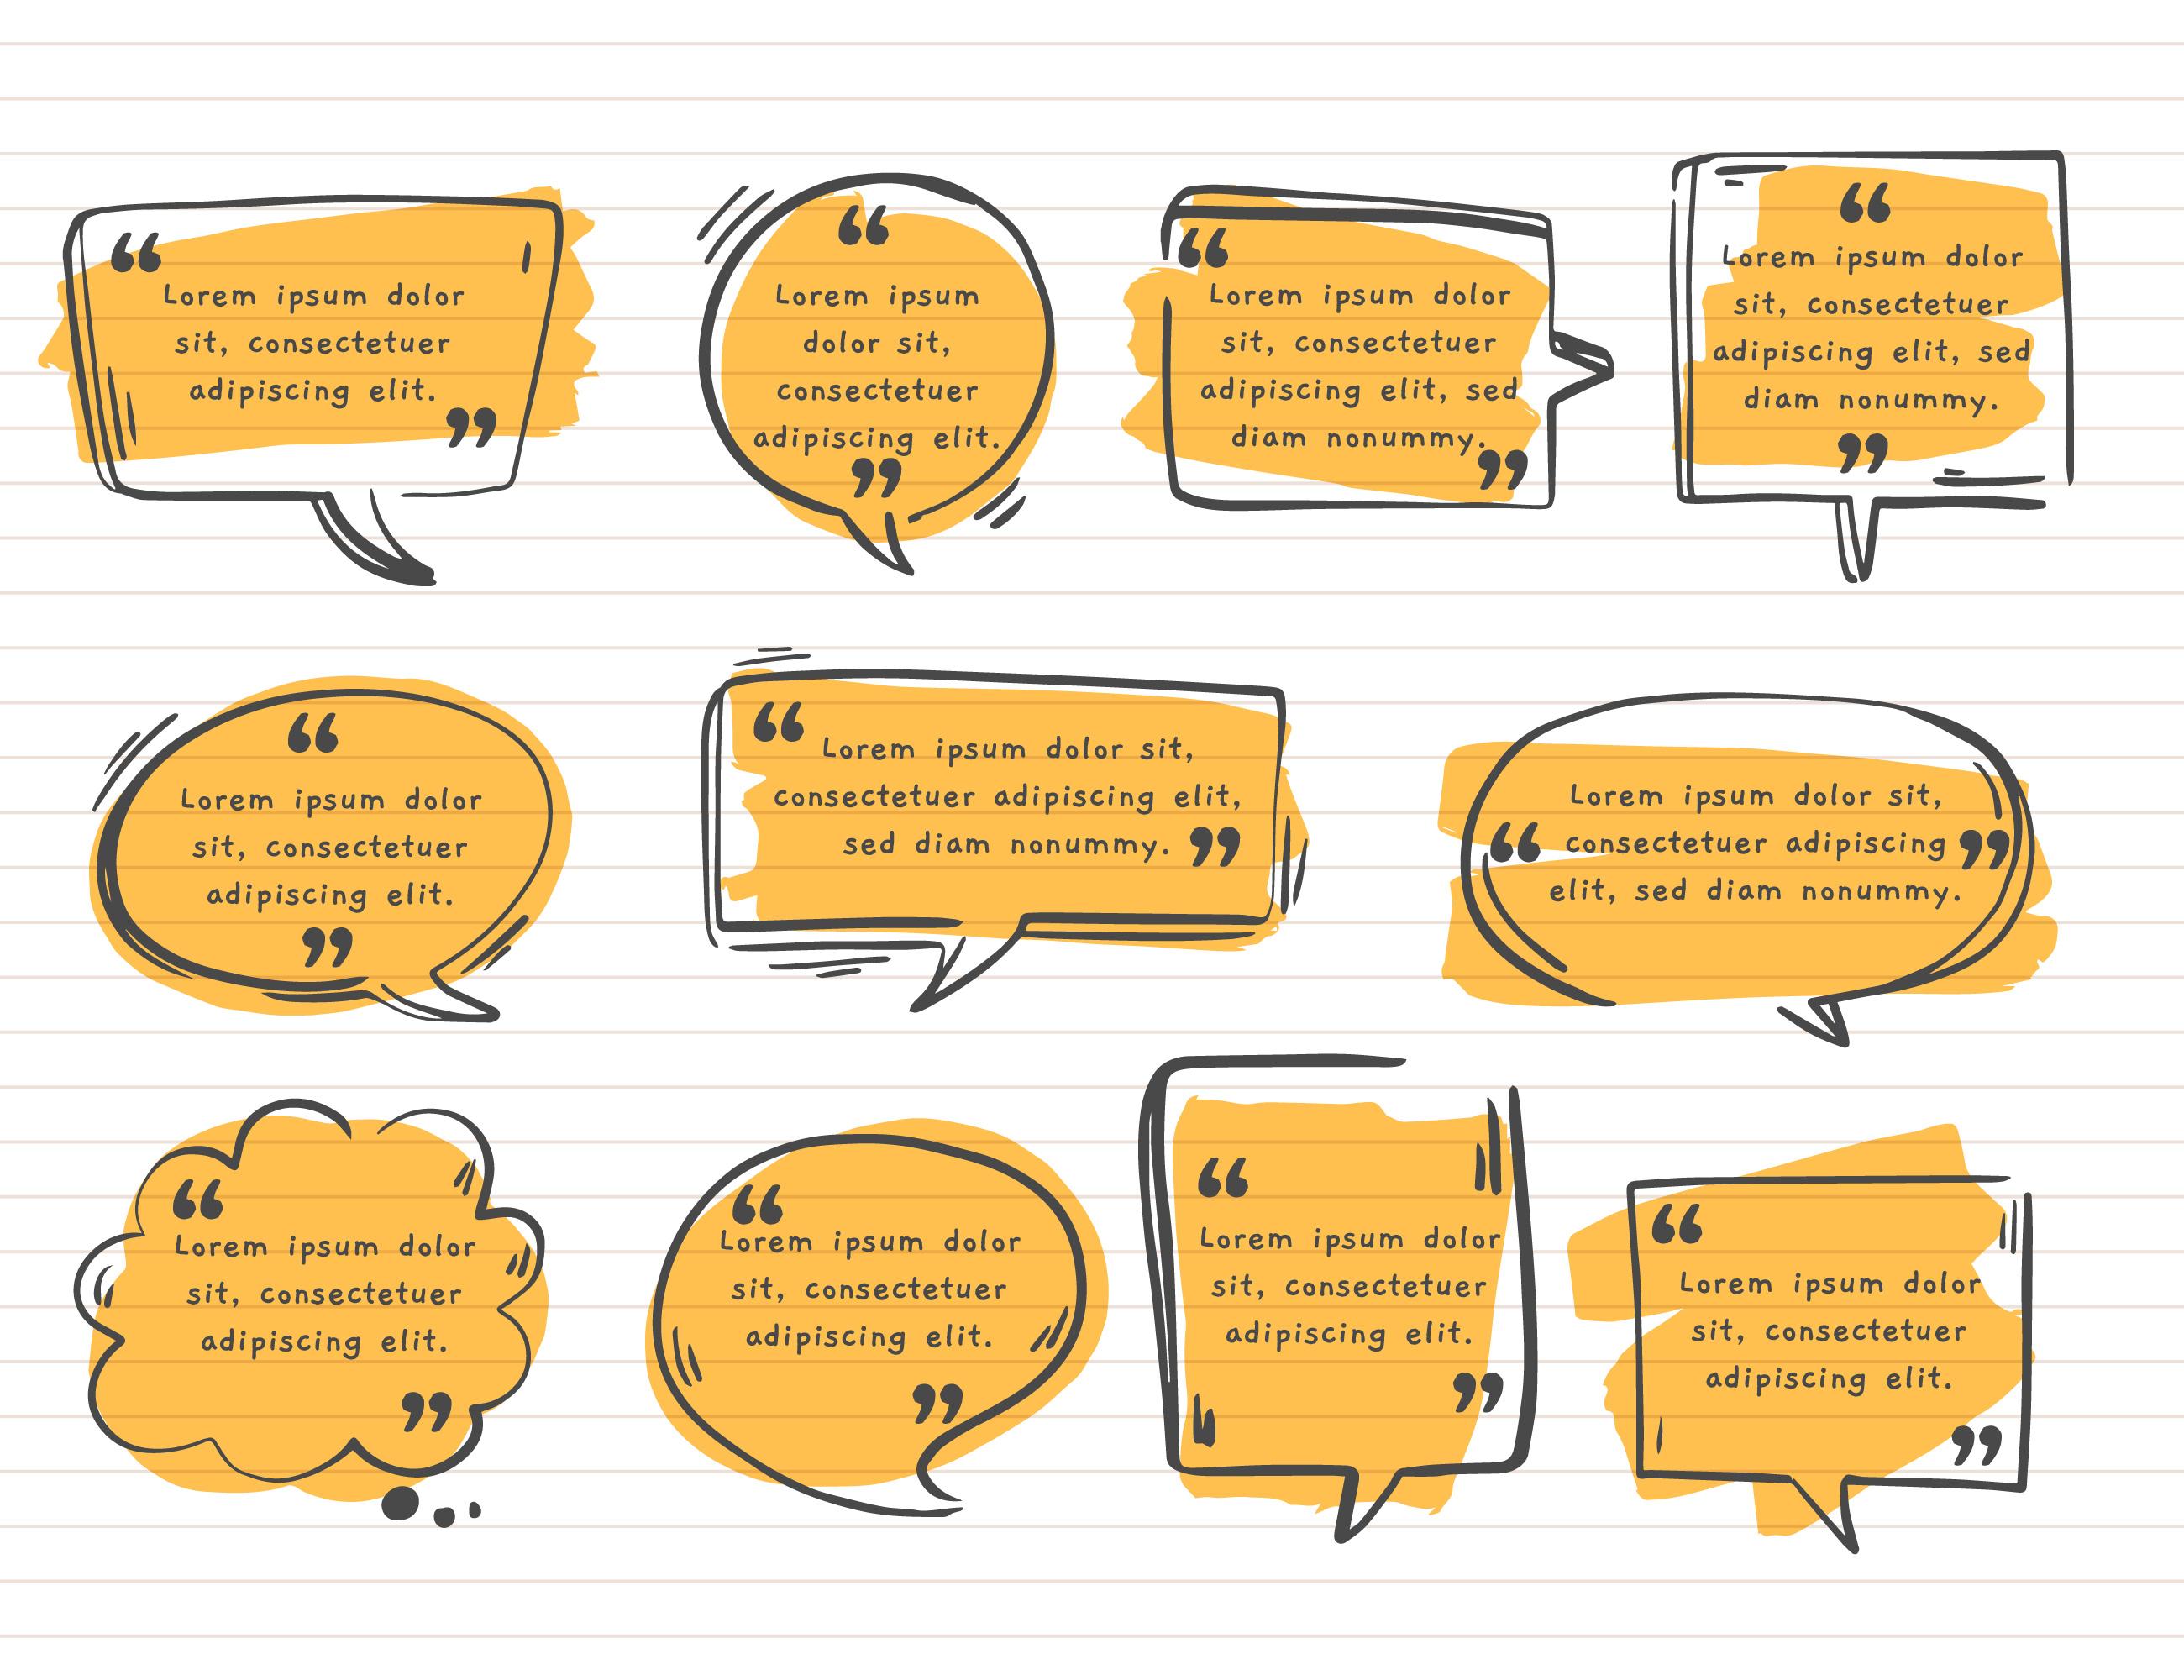 “
Lorem ipsum dolor
sit, consectetuer
adipiscing elit.
”
“
Lorem ipsum
dolor sit,
consectetuer
adipiscing elit.
”
“
Lorem ipsum dolor
sit, consectetuer
adipiscing elit, sed
diam nonummy.
”
“
Lorem ipsum dolor
sit, consectetuer
adipiscing elit, sed
diam nonummy.
”
“
Lorem ipsum dolor
sit, consectetuer
adipiscing elit.
”
“
Lorem ipsum dolor sit,
consectetuer adipiscing elit,
sed diam nonummy. ”
Lorem ipsum dolor sit,
“ consectetuer adipiscing ”
elit, sed diam nonummy.
“
Lorem ipsum dolor
sit, consectetuer
adipiscing elit.
”
“
Lorem ipsum dolor
sit, consectetuer
adipiscing elit.
”
“
Lorem ipsum dolor
sit, consectetuer
adipiscing elit.
”
“
Lorem ipsum dolor
sit, consectetuer
adipiscing elit.
”